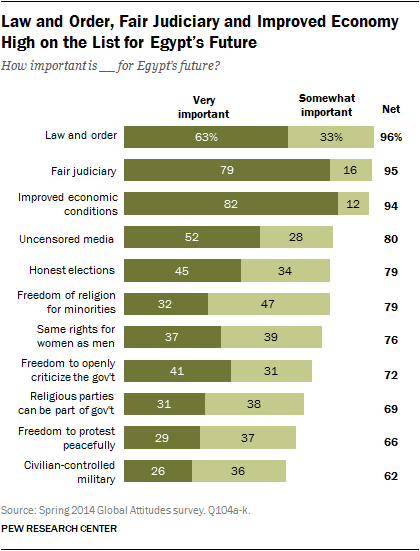 Law and Order, Fair Judiciary and Improved Economy
High on the List for Egypt's Future
How important is __ for Egypt's future?
Very important Somewhat important Net
Law and order 63% 33% 96%
Fair judiciary 79 16 95
Improved economic conditions 82 12 94
Uncensored media 52 28 80
Honest elections 45 34 79
Freedom of religion for minorities 32 47 79
Same rights for women as men 37 39 76
Freedom to openly criticize the gov't 41 31 72
Religious parties can be part of gov't 31 38 69
Freedom to protest peacefully 29 37 66
Civilian-controlled military 26 36 62
Source: Spring 2014 Global Attitudes survey. Q104a-k.
PEW RESEARCH CENTER